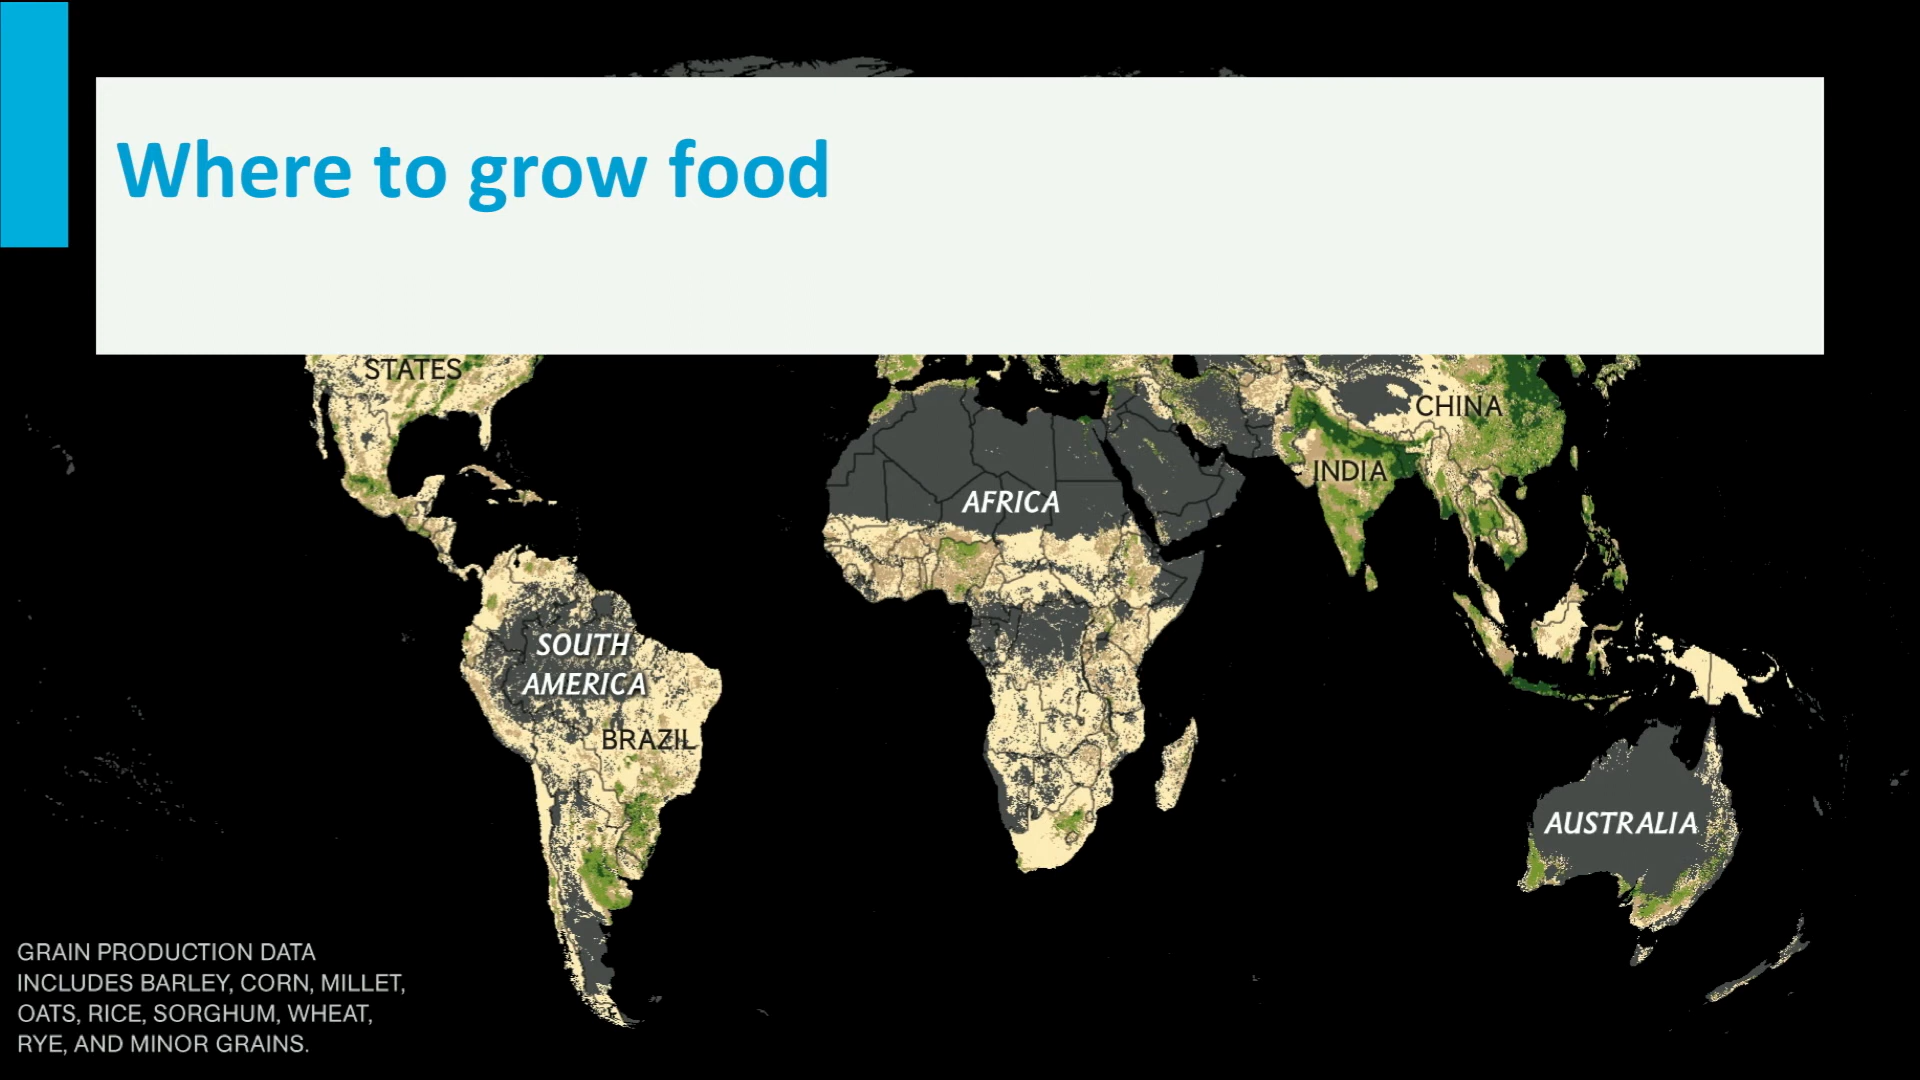 Where to grow food
STATES
CHINA
INDIA
AFRICA
SOUTH
AMERICA
BRAZIL
AUSTRALIA
GRAIN PRODUCTION DATA
INCLUDES BARLEY, CORN, MILLET,
OATS, RICE, SORGHUM, WHEAT,
RYE, AND MINOR GRAINS.